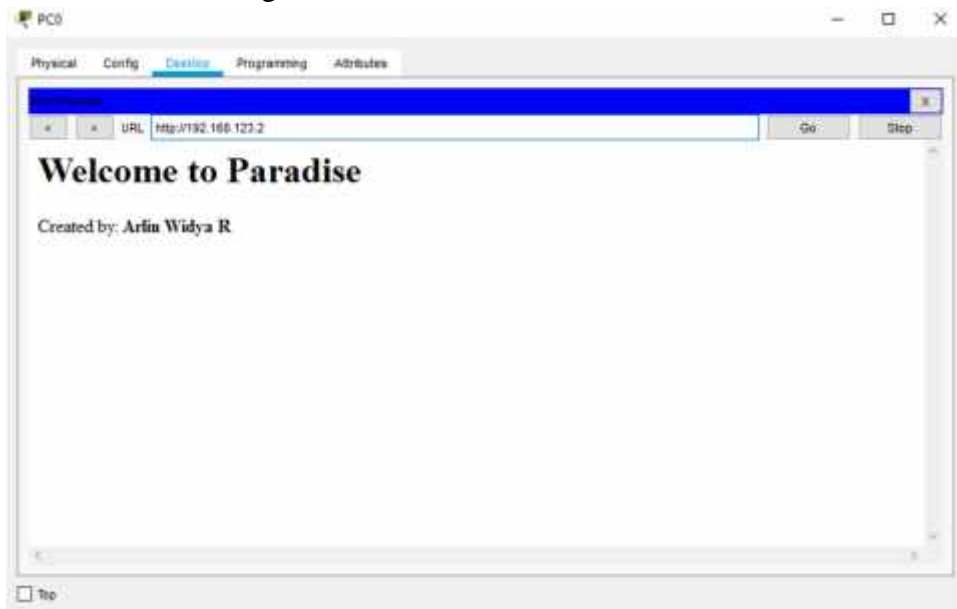 PC0
Physical Config Desktop Programming Attributes
X
< > URL http://192.168.123.2 Go Stop
Welcome to Paradise
Created by: Arlin Widya R
Top